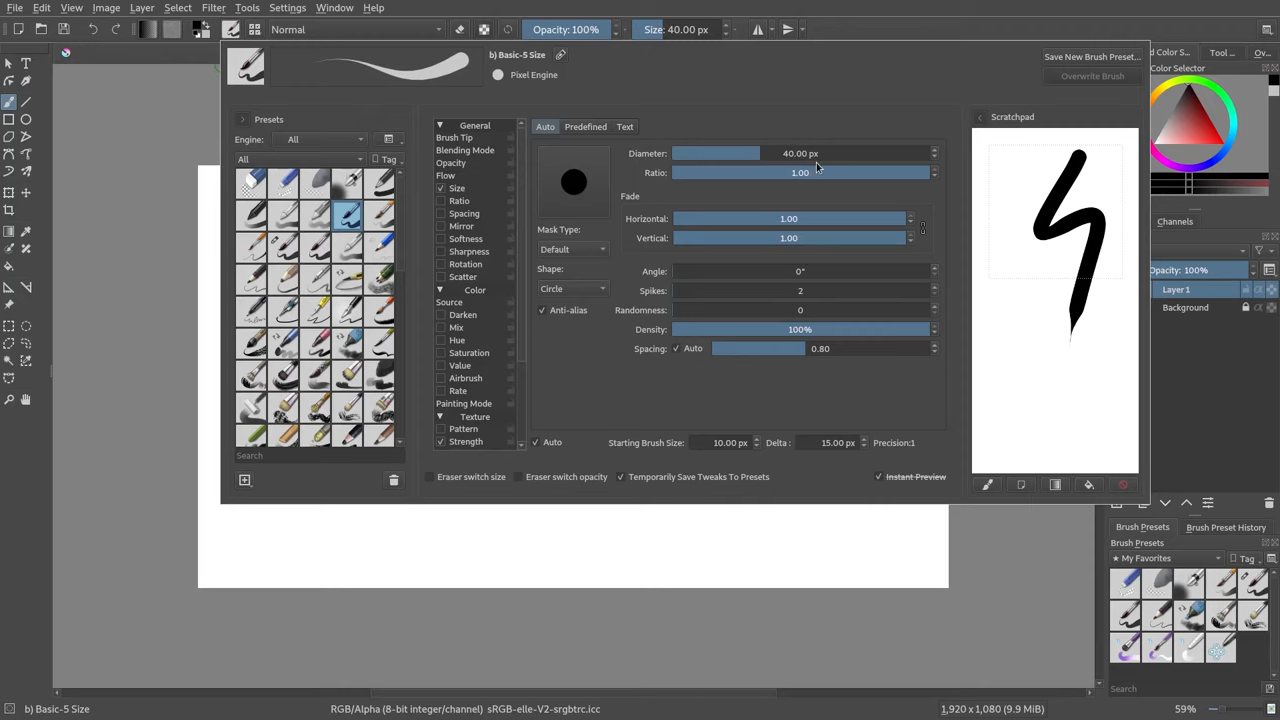 File Edit View Image Layer Select Filter Tools Settings Window Help
Normal Opacity: 100% Size: 40.00 px
b) Basic-5 Size
Pixel Engine
Save New Brush Preset...
Overwrite Brush
d Color S... Tool ... Ov...
Color Selector
Presets
Engine: All
All Tag
Search
General
Brush Tip
Blending Mode
Opacity
Flow
Size
Ratio
Spacing
Mirror
Softness
Sharpness
Rotation
Scatter
Color
Source
Darken
Mix
Hue
Saturation
Value
Airbrush
Rate
Painting Mode
Texture
Pattern
Strength
Auto Predefined Text
Diameter: 40.00 px
Ratio: 1.00
Fade
Horizontal: 1.00
Vertical: 1.00
Mask Type:
Default
Shape:
Circle
Anti-alias
Angle: 0°
Spikes: 2
Randomness: 0
Density: 100%
Spacing: Auto 0.80
Auto Starting Brush Size: 10.00 px Delta : 15.00 px Precision:1
Eraser switch size Eraser switch opacity Temporarily Save Tweaks To Presets Instant Preview
Scratchpad
Channels
Opacity: 100%
Layer 1
Background
Brush Presets Brush Preset History
Brush Presets
★ My Favorites Tag
Search
b) Basic-5 Size RGB/Alpha (8-bit integer/channel) sRGB-elle-V2-srgbtrc.icc 1,920 x 1,080 (9.9 MiB) 59%